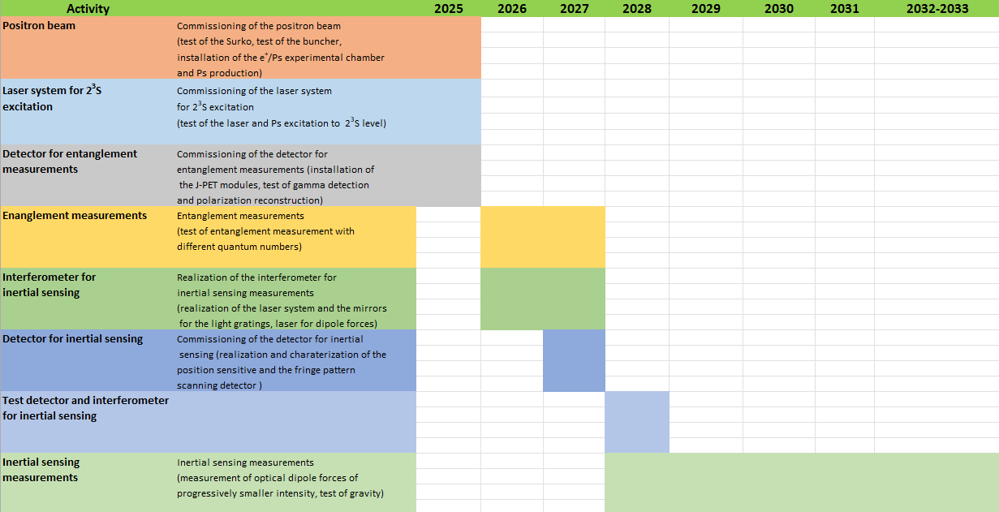 Activity 2025 2026 2027 2028 2029 2030 2031 2032-2033
Positron beam
Commissioning of the positron beam
(test of the Surko, test of the buncher,
installation of the e⁺/Ps experimental chamber
and Ps production)
Laser system for 2³S
excitation
Commissioning of the laser system
for 2³S excitation
(test of the laser and Ps excitation to 2³S level)
Detector for entanglement
measurements
Commissioning of the detector for
entanglement measurements (installation of
the J-PET modules, test of gamma detection
and polarization reconstruction)
Enanglement measurements
Entanglement measurements
(test of entanglement measurement with
different quantum numbers)
Interferometer for
inertial sensing
Realization of the interferometer for
inertial sensing measurements
(realization of the laser system and the mirrors
for the light gratings, laser for dipole forces)
Detector for inertial sensing
Commissioning of the detector for inertial
sensing (realization and charaterization of the
position sensitive and the fringe pattern
scanning detector )
Test detector and interferometer
for inertial sensing
Inertial sensing
measurements
Inertial sensing measurements
(measurement of optical dipole forces of
progressively smaller intensity, test of gravity)